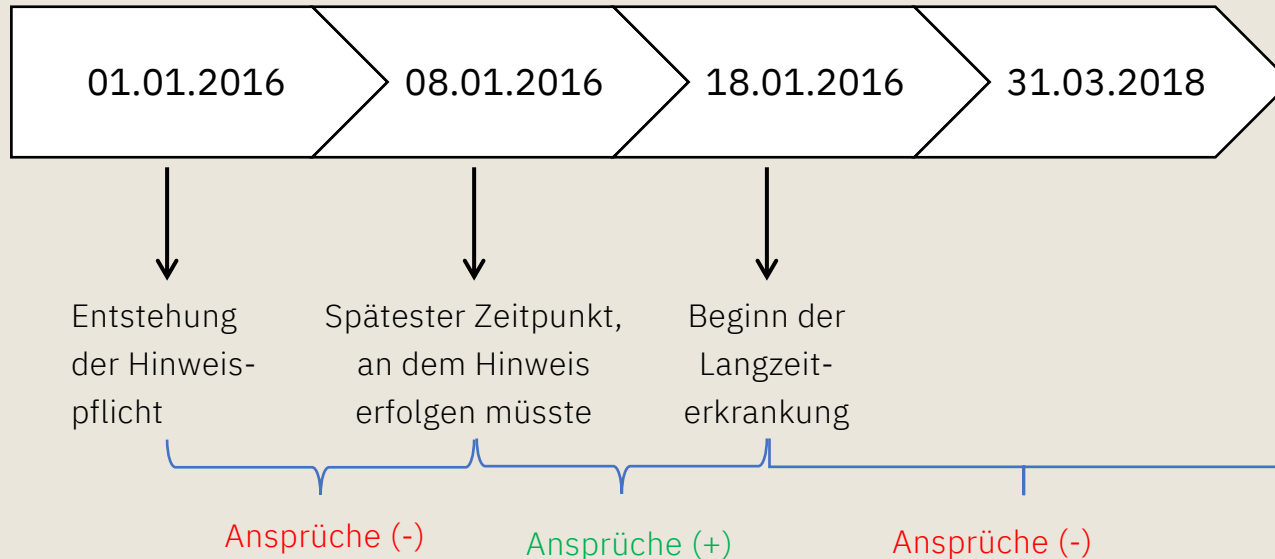 01.01.2016
08.01.2016
18.01.2016
31.03.2018
Entstehung
der Hinweis-
pflicht
Spätester Zeitpunkt,
an dem Hinweis
erfolgen müsste
Beginn der
Langzeit-
erkrankung
Ansprüche (-)
Ansprüche (+)
Ansprüche (-)